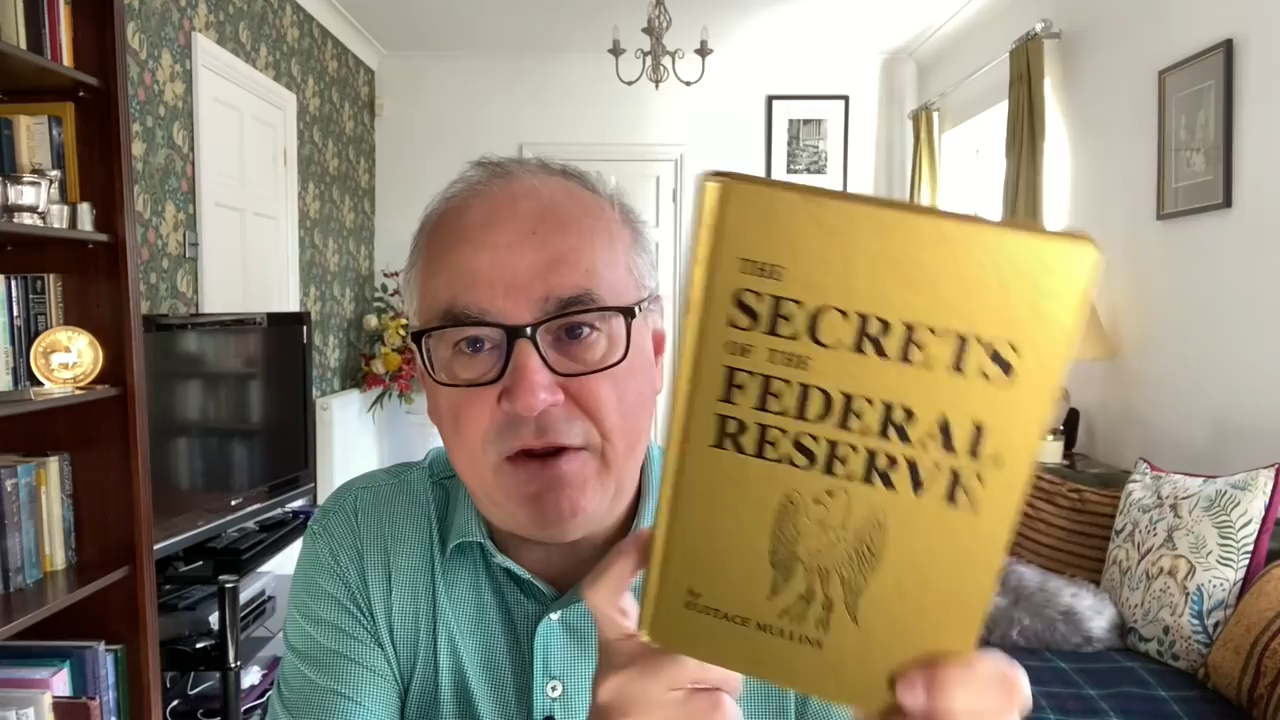 THE
SECRETS
OF THE
FEDERAL
RESERVE
by
EUSTACE MULLINS